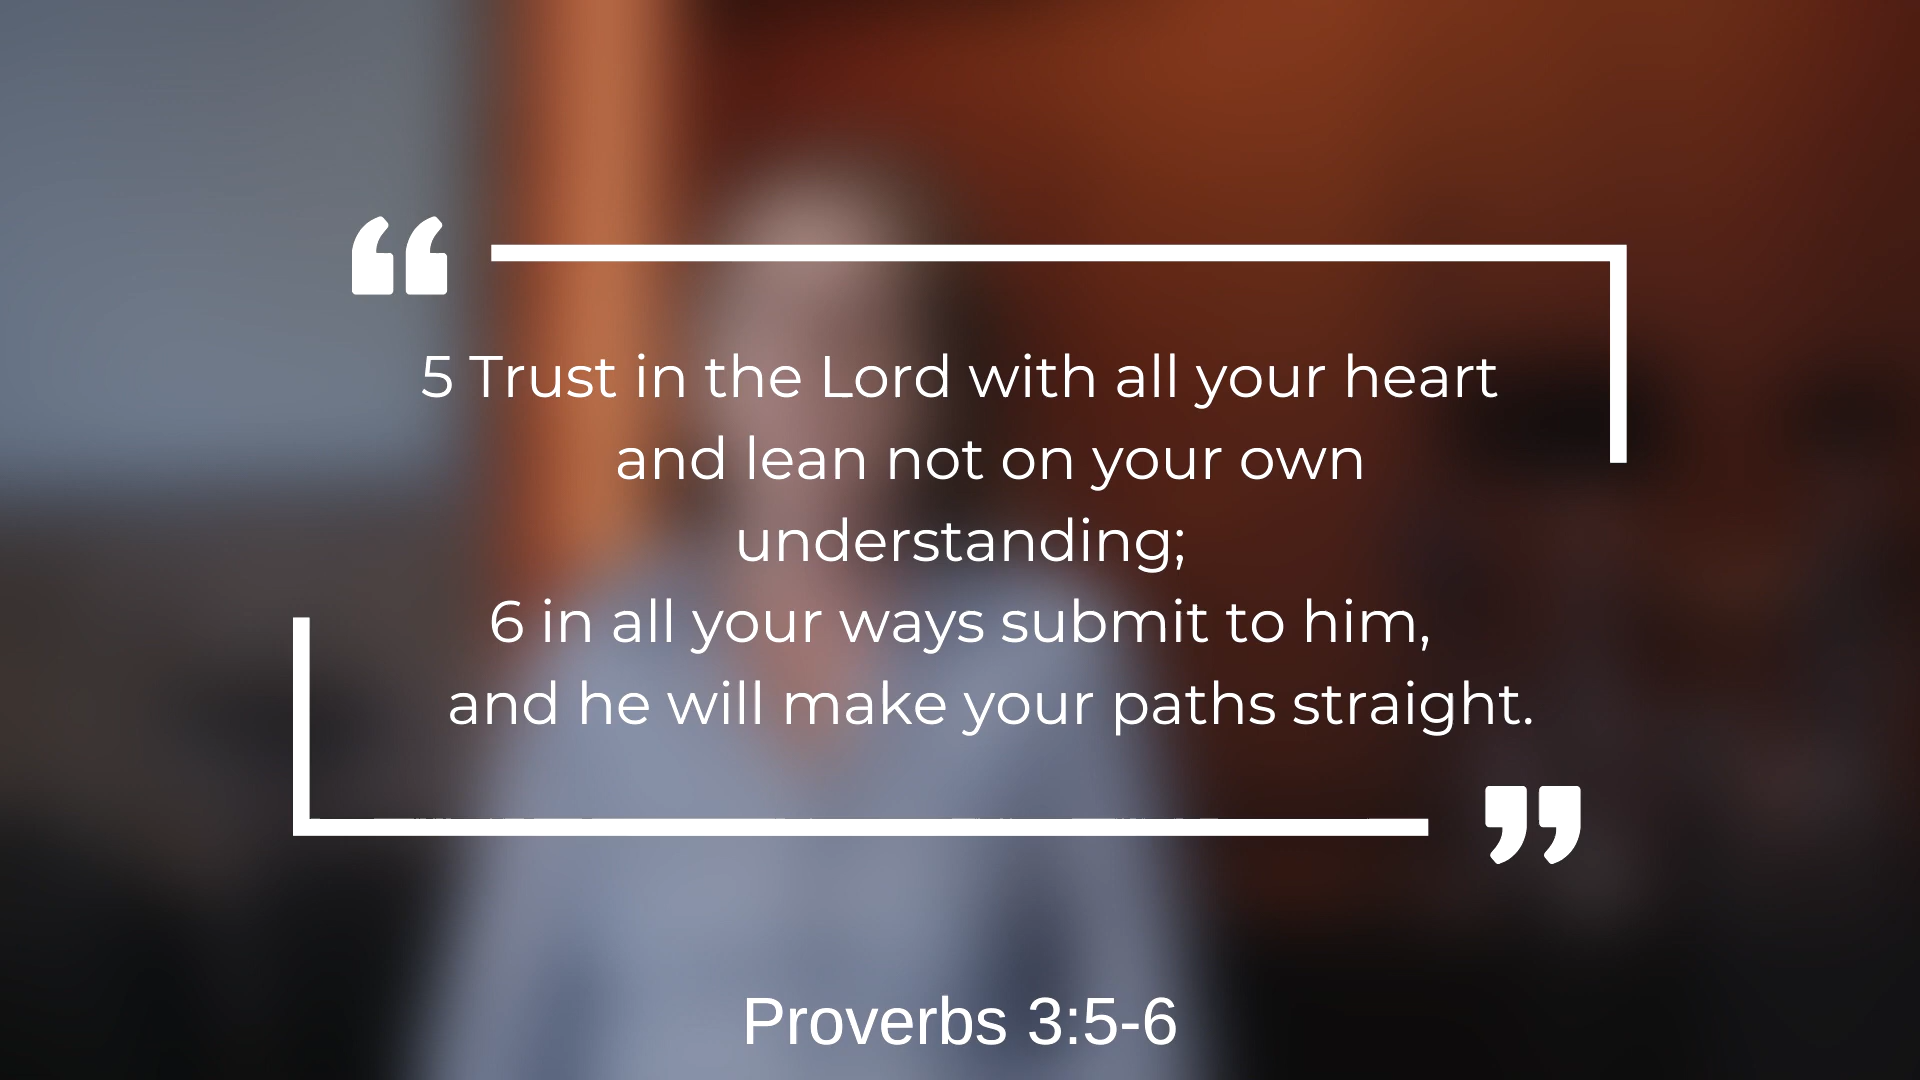 5 Trust in the Lord with all your heart
and lean not on your own
understanding;
6 in all your ways submit to him,
and he will make your paths straight.
Proverbs 3:5-6